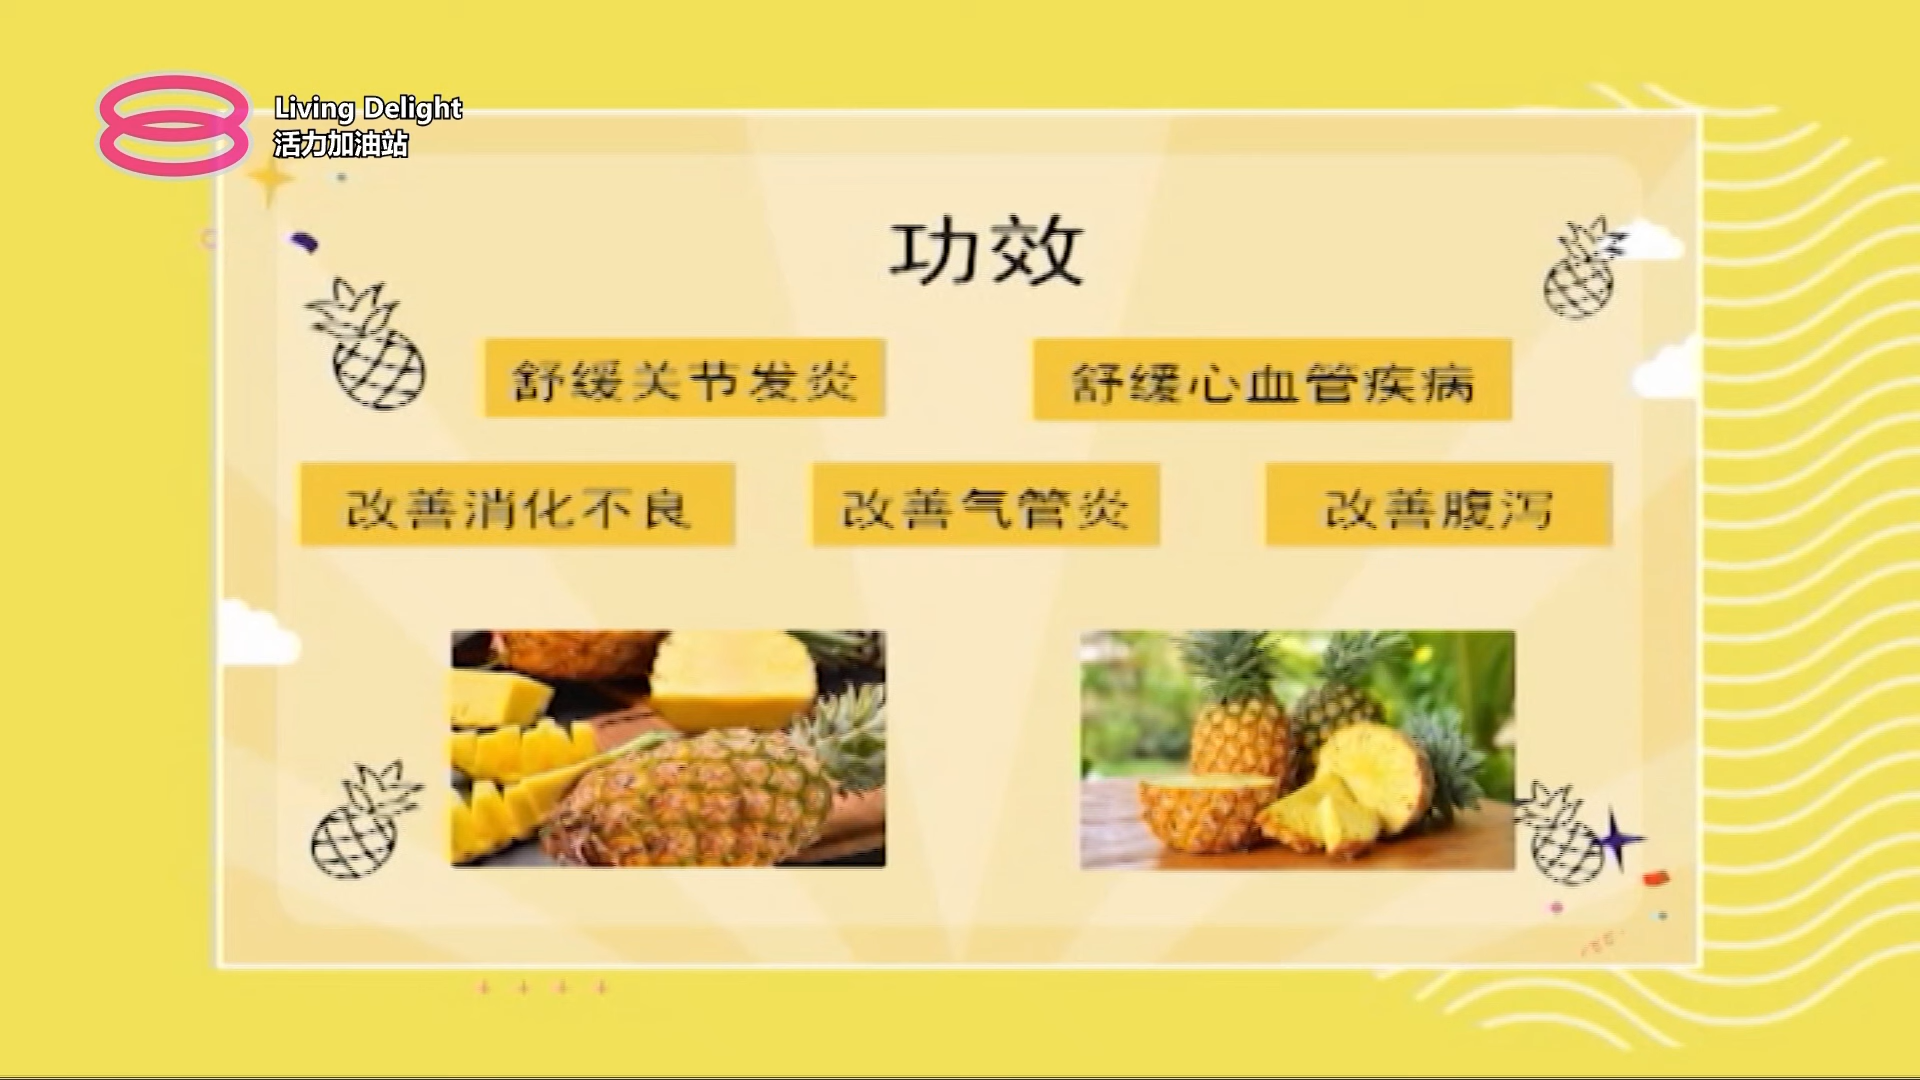 Living Delight
活力加油站
功效
舒缓关节发炎
舒缓心血管疾病
改善消化不良
改善气管炎
改善腹泻